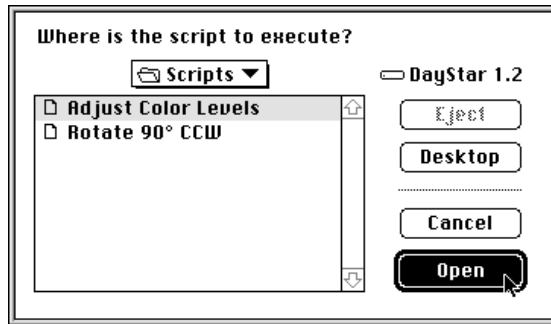 Where is the script to execute?
Scripts
DayStar 1.2
Adjust Color Levels
Rotate 90° CCW
Eject
Desktop
Cancel
Open